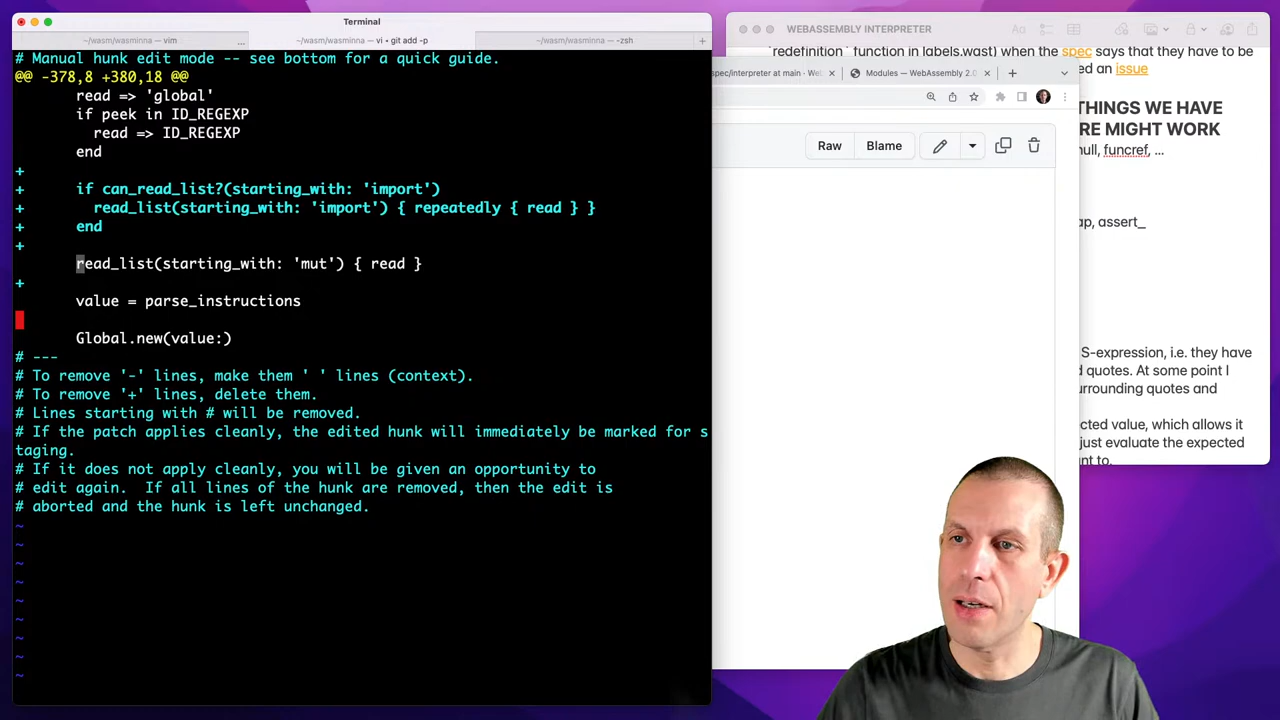 Terminal
~/wasm/wasminna — vim
...
~/wasm/wasminna — vi • git add -p
~/wasm/wasminna — -zsh
+
# Manual hunk edit mode -- see bottom for a quick guide.
@@ -378,8 +380,18 @@
read => 'global'
if peek in ID_REGEXP
read => ID_REGEXP
end
+
+ if can_read_list?(starting_with: 'import')
+ read_list(starting_with: 'import') { repeatedly { read } }
+ end
+
read_list(starting_with: 'mut') { read }
+
value = parse_instructions
Global.new(value:)
# ---
# To remove '-' lines, make them ' ' lines (context).
# To remove '+' lines, delete them.
# Lines starting with # will be removed.
# If the patch applies cleanly, the edited hunk will immediately be marked for s
taging.
# If it does not apply cleanly, you will be given an opportunity to
# edit again.  If all lines of the hunk are removed, then the edit is
# aborted and the hunk is left unchanged.
~
~
~
~
~
~
~
~
~
WEBASSEMBLY INTERPRETER
`redefinition` function in labels.wast) when the spec says that they have to be
ed an issue
spec/interpreter at main · We
Modules — WebAssembly 2.0
THINGS WE HAVE
RE MIGHT WORK
null, funcref, ...
Raw
Blame
ap, assert_
S-expression, i.e. they have
d quotes. At some point I
urrounding quotes and
cted value, which allows it
just evaluate the expected
nt to.